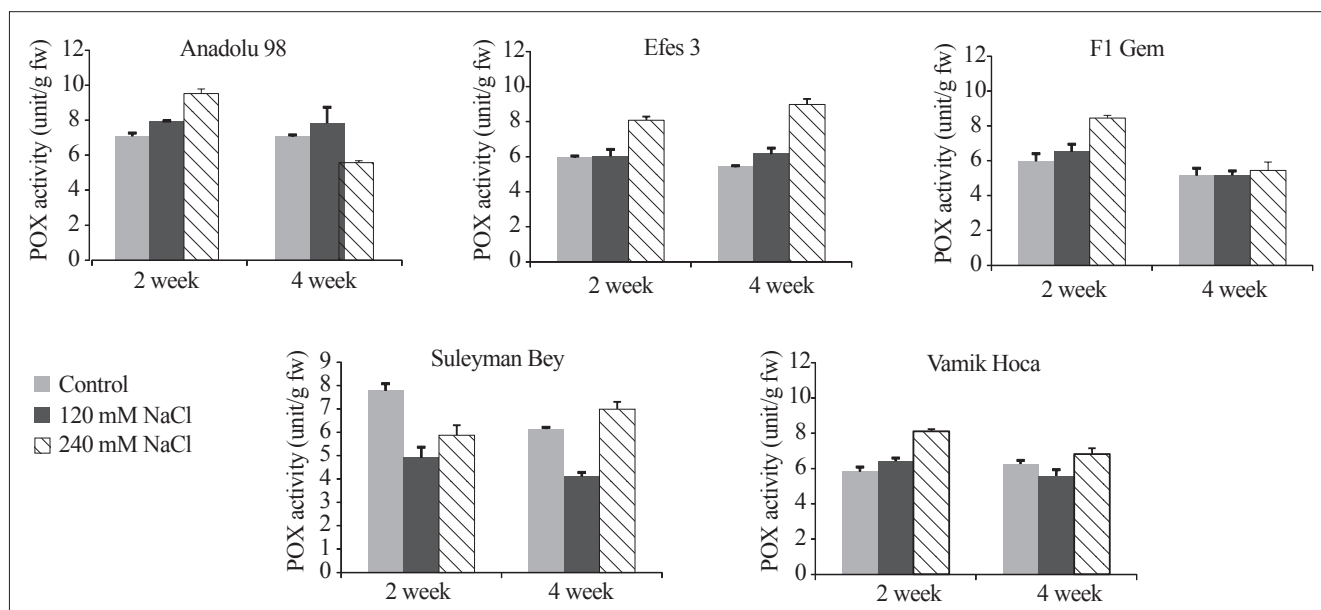 Anadolu 98
POX activity (unit/g fw)
12
10
8
6
4
2
0
2 week 4 week
Efes 3
POX activity (unit/g fw)
12
10
8
6
4
2
0
2 week 4 week
F1 Gem
POX activity (unit/g fw)
12
10
8
6
4
2
0
2 week 4 week
Control
120 mM NaCl
240 mM NaCl
Suleyman Bey
POX activity (unit/g fw)
9
8
7
6
5
4
3
2
1
0
2 week 4 week
Vamik Hoca
POX activity (unit/g fw)
12
10
8
6
4
2
0
2 week 4 week